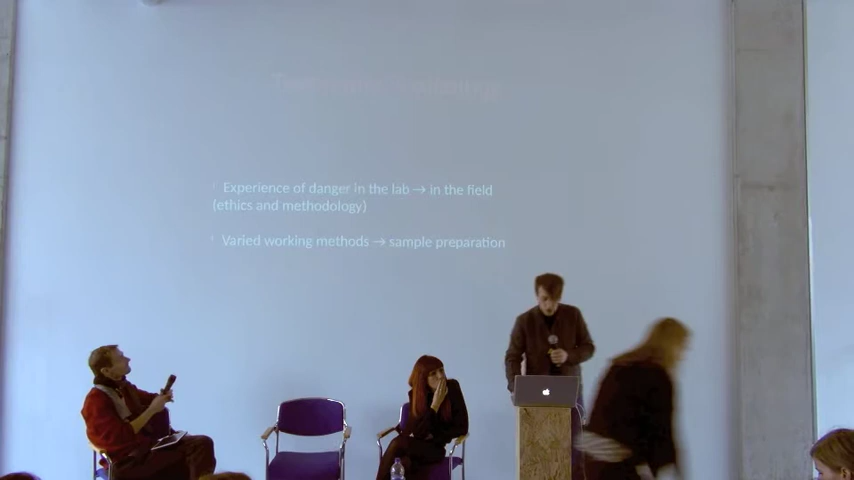 Experience of danger in the lab → in the field
(ethics and methodology)
Varied working methods → sample preparation